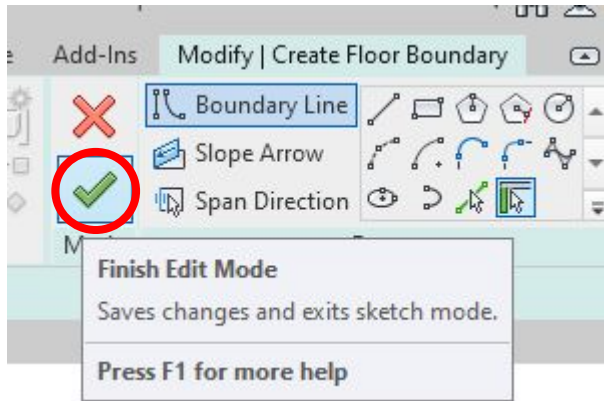 Add-Ins Modify | Create Floor Boundary
Boundary Line
Slope Arrow
Span Direction
Finish Edit Mode
Saves changes and exits sketch mode.
Press F1 for more help